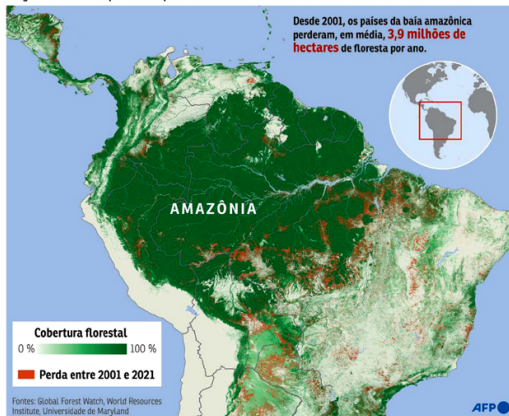 Desde 2001, os países da baía amazônica
perderam, em média, 3,9 milhões de
hectares de floresta por ano.
AMAZÔNIA
Cobertura florestal
0 % 100 %
Perda entre 2001 e 2021
Fontes: Global Forest Watch, World Resources
Institute, Universidade de Maryland
AFP